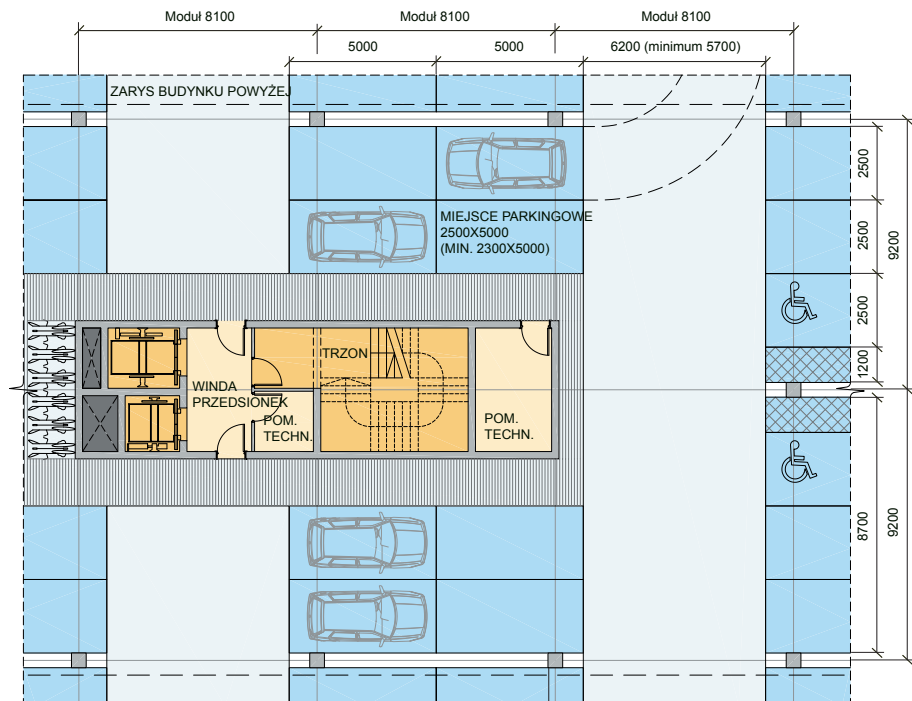 Moduł 8100
Moduł 8100
Moduł 8100
5000
5000
6200 (minimum 5700)
ZARYS BUDYNKU POWYŻEJ
2500
MIEJSCE PARKINGOWE
2500X5000
(MIN. 2300X5000)
2500
9200
2500
TRZON
1200
WINDA
PRZEDSIONEK
POM.
TECHN.
POM.
TECHN.
8700
9200